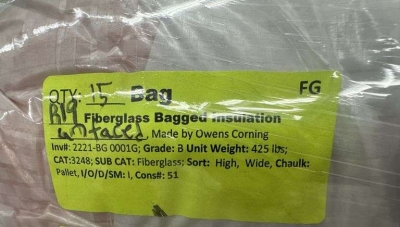 QTY: 15 Bag FG
R19 Fiberglass Bagged Insulation
unfaced, Made by Owens Corning
Inv#: 2221-BG 0001G; Grade: B Unit Weight: 425 lbs;
CAT:3248; SUB CAT: Fiberglass; Sort: High, Wide, Chaulk:
Pallet, I/O/D/SM: I, Cons#: 51